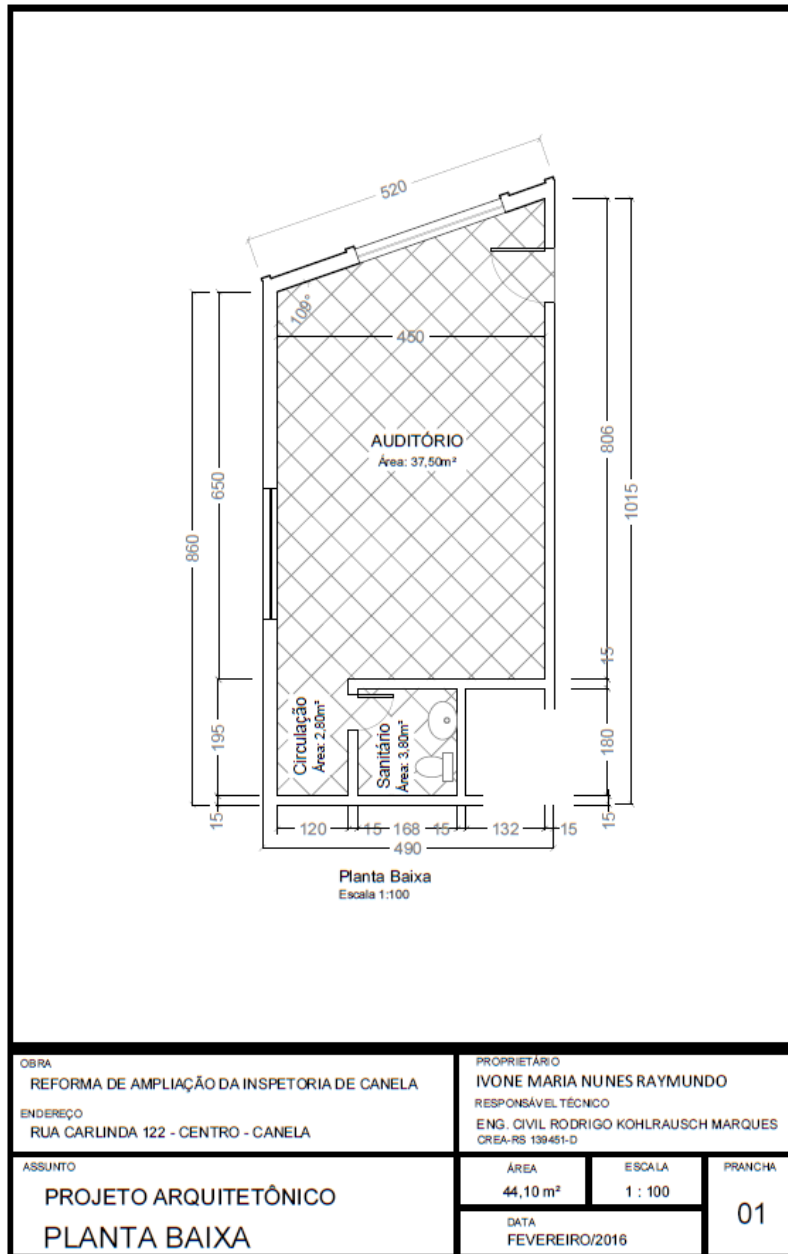 520
109°
450
AUDITÓRIO
Área: 37,50m²
650
860
806
1015
15
Circulação
Área: 2,80m²
Sanitário
Área: 3,80m²
195
180
15
15
120
15
168
15
132
15
490
Planta Baixa
Escala 1:100
OBRA
REFORMA DE AMPLIAÇÃO DA INSPETORIA DE CANELA
ENDEREÇO
RUA CARLINDA 122 - CENTRO - CANELA
PROPRIETÁRIO
IVONE MARIA NUNES RAYMUNDO
RESPONSÁVEL TÉCNICO
ENG. CIVIL RODRIGO KOHLRAUSCH MARQUES
CREA-RS 139451-D
ASSUNTO
PROJETO ARQUITETÔNICO
PLANTA BAIXA
ÁREA
44,10 m²
ESCALA
1 : 100
PRANCHA
01
DATA
FEVEREIRO/2016